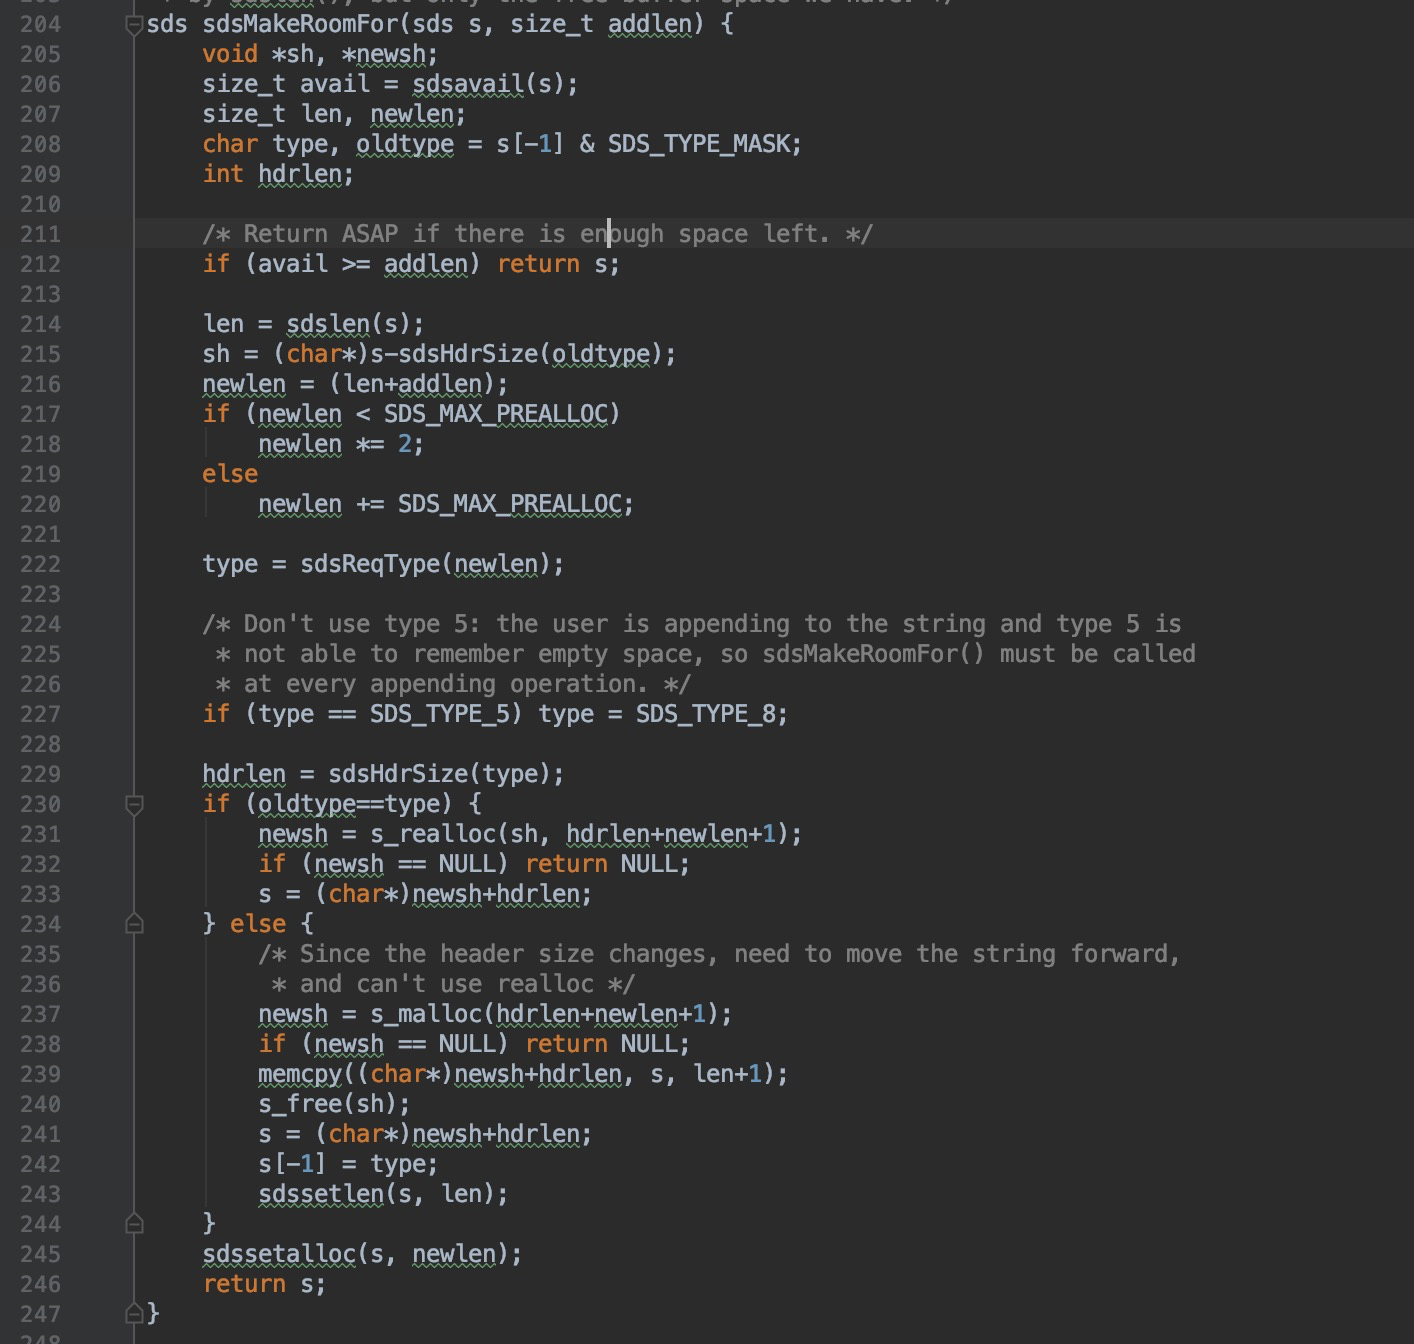 204 sds sdsMakeRoomFor(sds s, size_t addlen) {
205 void *sh, *newsh;
206 size_t avail = sdsavail(s);
207 size_t len, newlen;
208 char type, oldtype = s[-1] & SDS_TYPE_MASK;
209 int hdrlen;
210
211 /* Return ASAP if there is enough space left. */
212 if (avail >= addlen) return s;
213
214 len = sdslen(s);
215 sh = (char*)s-sdsHdrSize(oldtype);
216 newlen = (len+addlen);
217 if (newlen < SDS_MAX_PREALLOC)
218 newlen *= 2;
219 else
220 newlen += SDS_MAX_PREALLOC;
221
222 type = sdsReqType(newlen);
223
224 /* Don't use type 5: the user is appending to the string and type 5 is
225 * not able to remember empty space, so sdsMakeRoomFor() must be called
226 * at every appending operation. */
227 if (type == SDS_TYPE_5) type = SDS_TYPE_8;
228
229 hdrlen = sdsHdrSize(type);
230 if (oldtype==type) {
231 newsh = s_realloc(sh, hdrlen+newlen+1);
232 if (newsh == NULL) return NULL;
233 s = (char*)newsh+hdrlen;
234 } else {
235 /* Since the header size changes, need to move the string forward,
236 * and can't use realloc */
237 newsh = s_malloc(hdrlen+newlen+1);
238 if (newsh == NULL) return NULL;
239 memcpy((char*)newsh+hdrlen, s, len+1);
240 s_free(sh);
241 s = (char*)newsh+hdrlen;
242 s[-1] = type;
243 sdssetlen(s, len);
244 }
245 sdssetalloc(s, newlen);
246 return s;
247 }